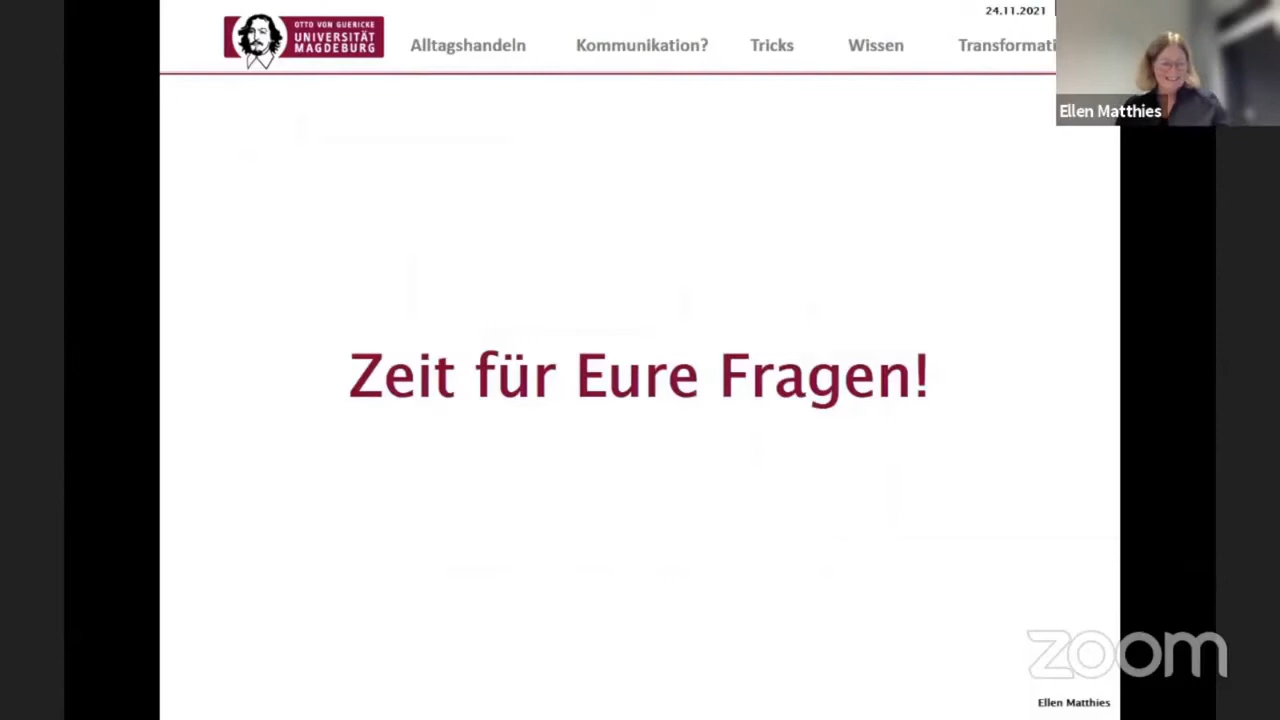 24.11.2021
OTTO VON GUERICKE
UNIVERSITÄT
MAGDEBURG
Alltagshandeln Kommunikation? Tricks Wissen Transformati
Ellen Matthies
Zeit für Eure Fragen!
zoom
Ellen Matthies